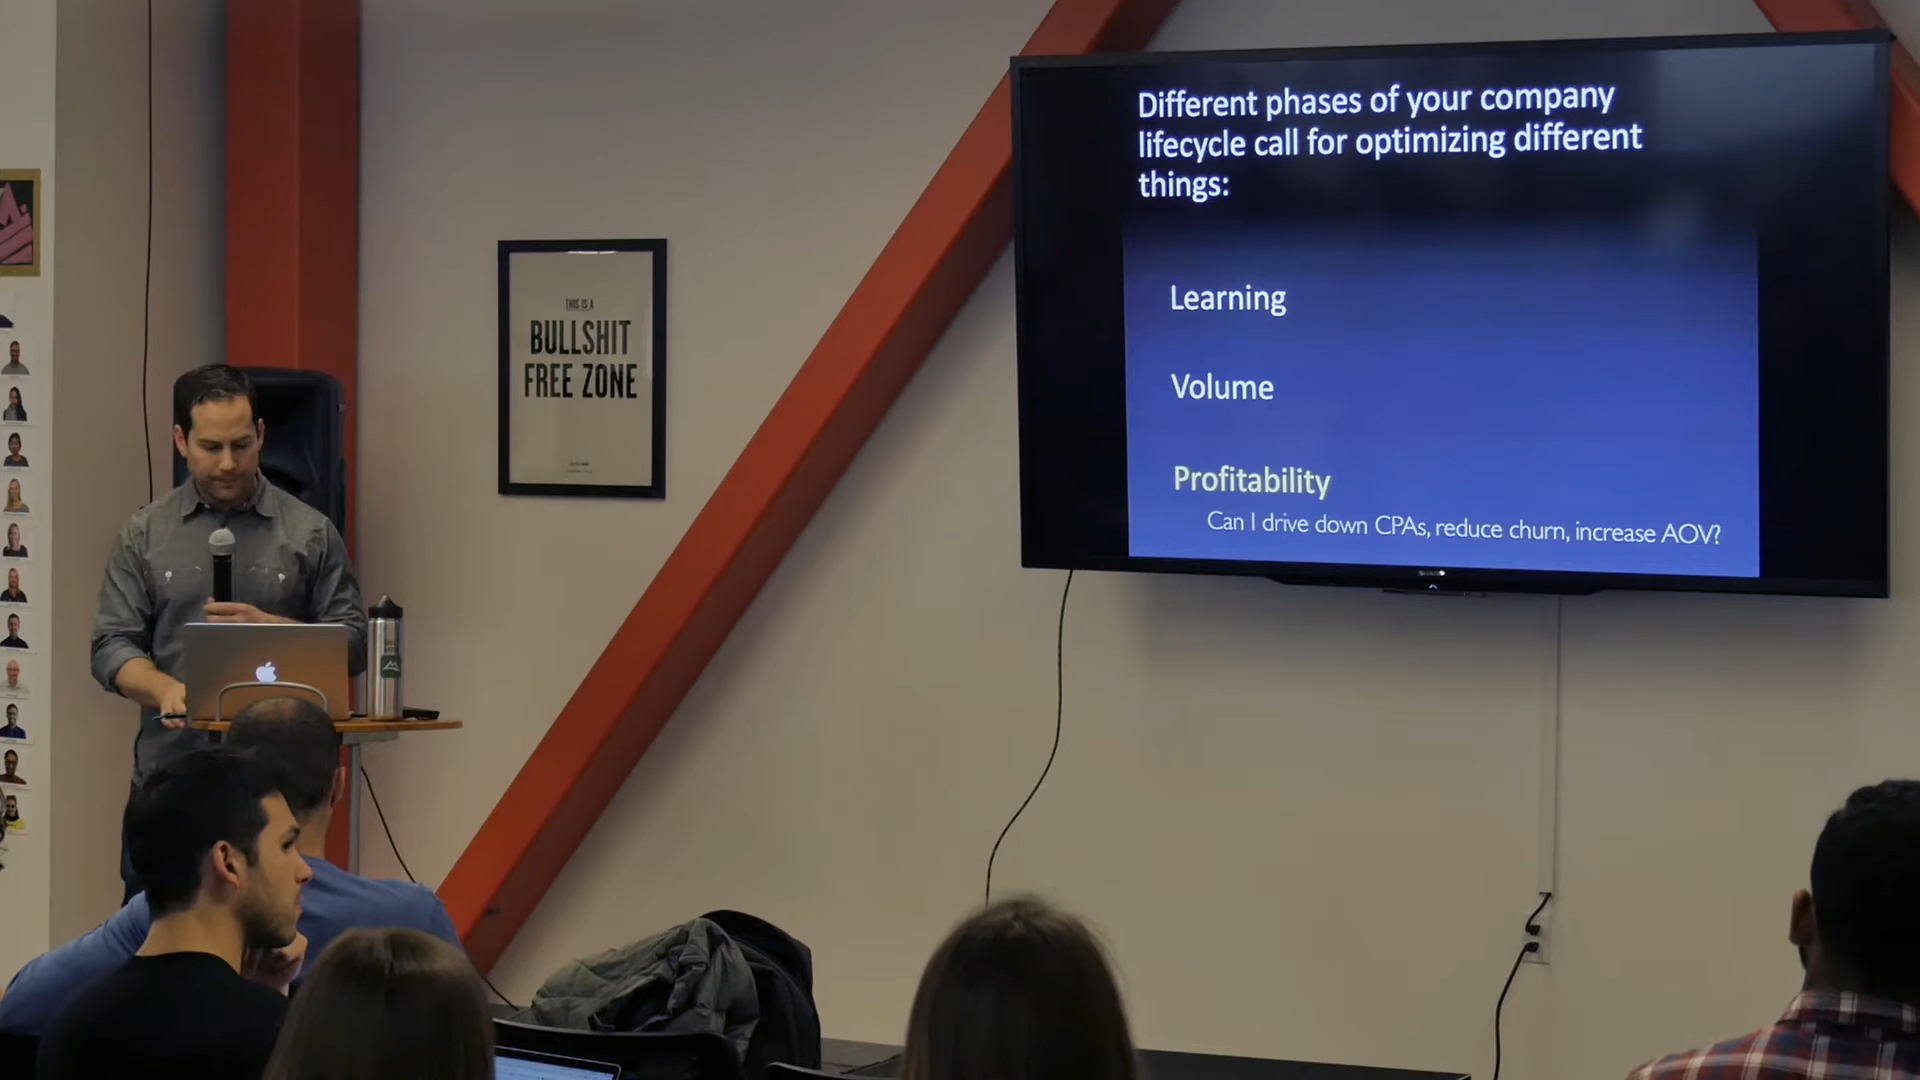 Different phases of your company
lifecycle call for optimizing different
things:
Learning
Volume
Profitability
Can I drive down CPAs, reduce churn, increase AOV?
THIS IS A
BULLSHIT
FREE ZONE
SHARP